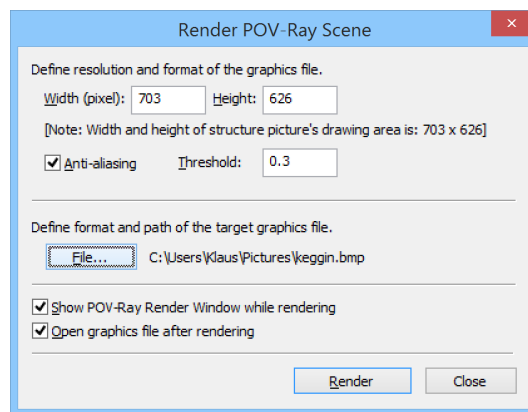 Render POV-Ray Scene
Define resolution and format of the graphics file.
Width (pixel): 703 Height: 626
[Note: Width and height of structure picture's drawing area is: 703 x 626]
Anti-aliasing Threshold: 0.3
Define format and path of the target graphics file.
File... C:\Users\Klaus\Pictures\keggin.bmp
Show POV-Ray Render Window while rendering
Open graphics file after rendering
Render Close